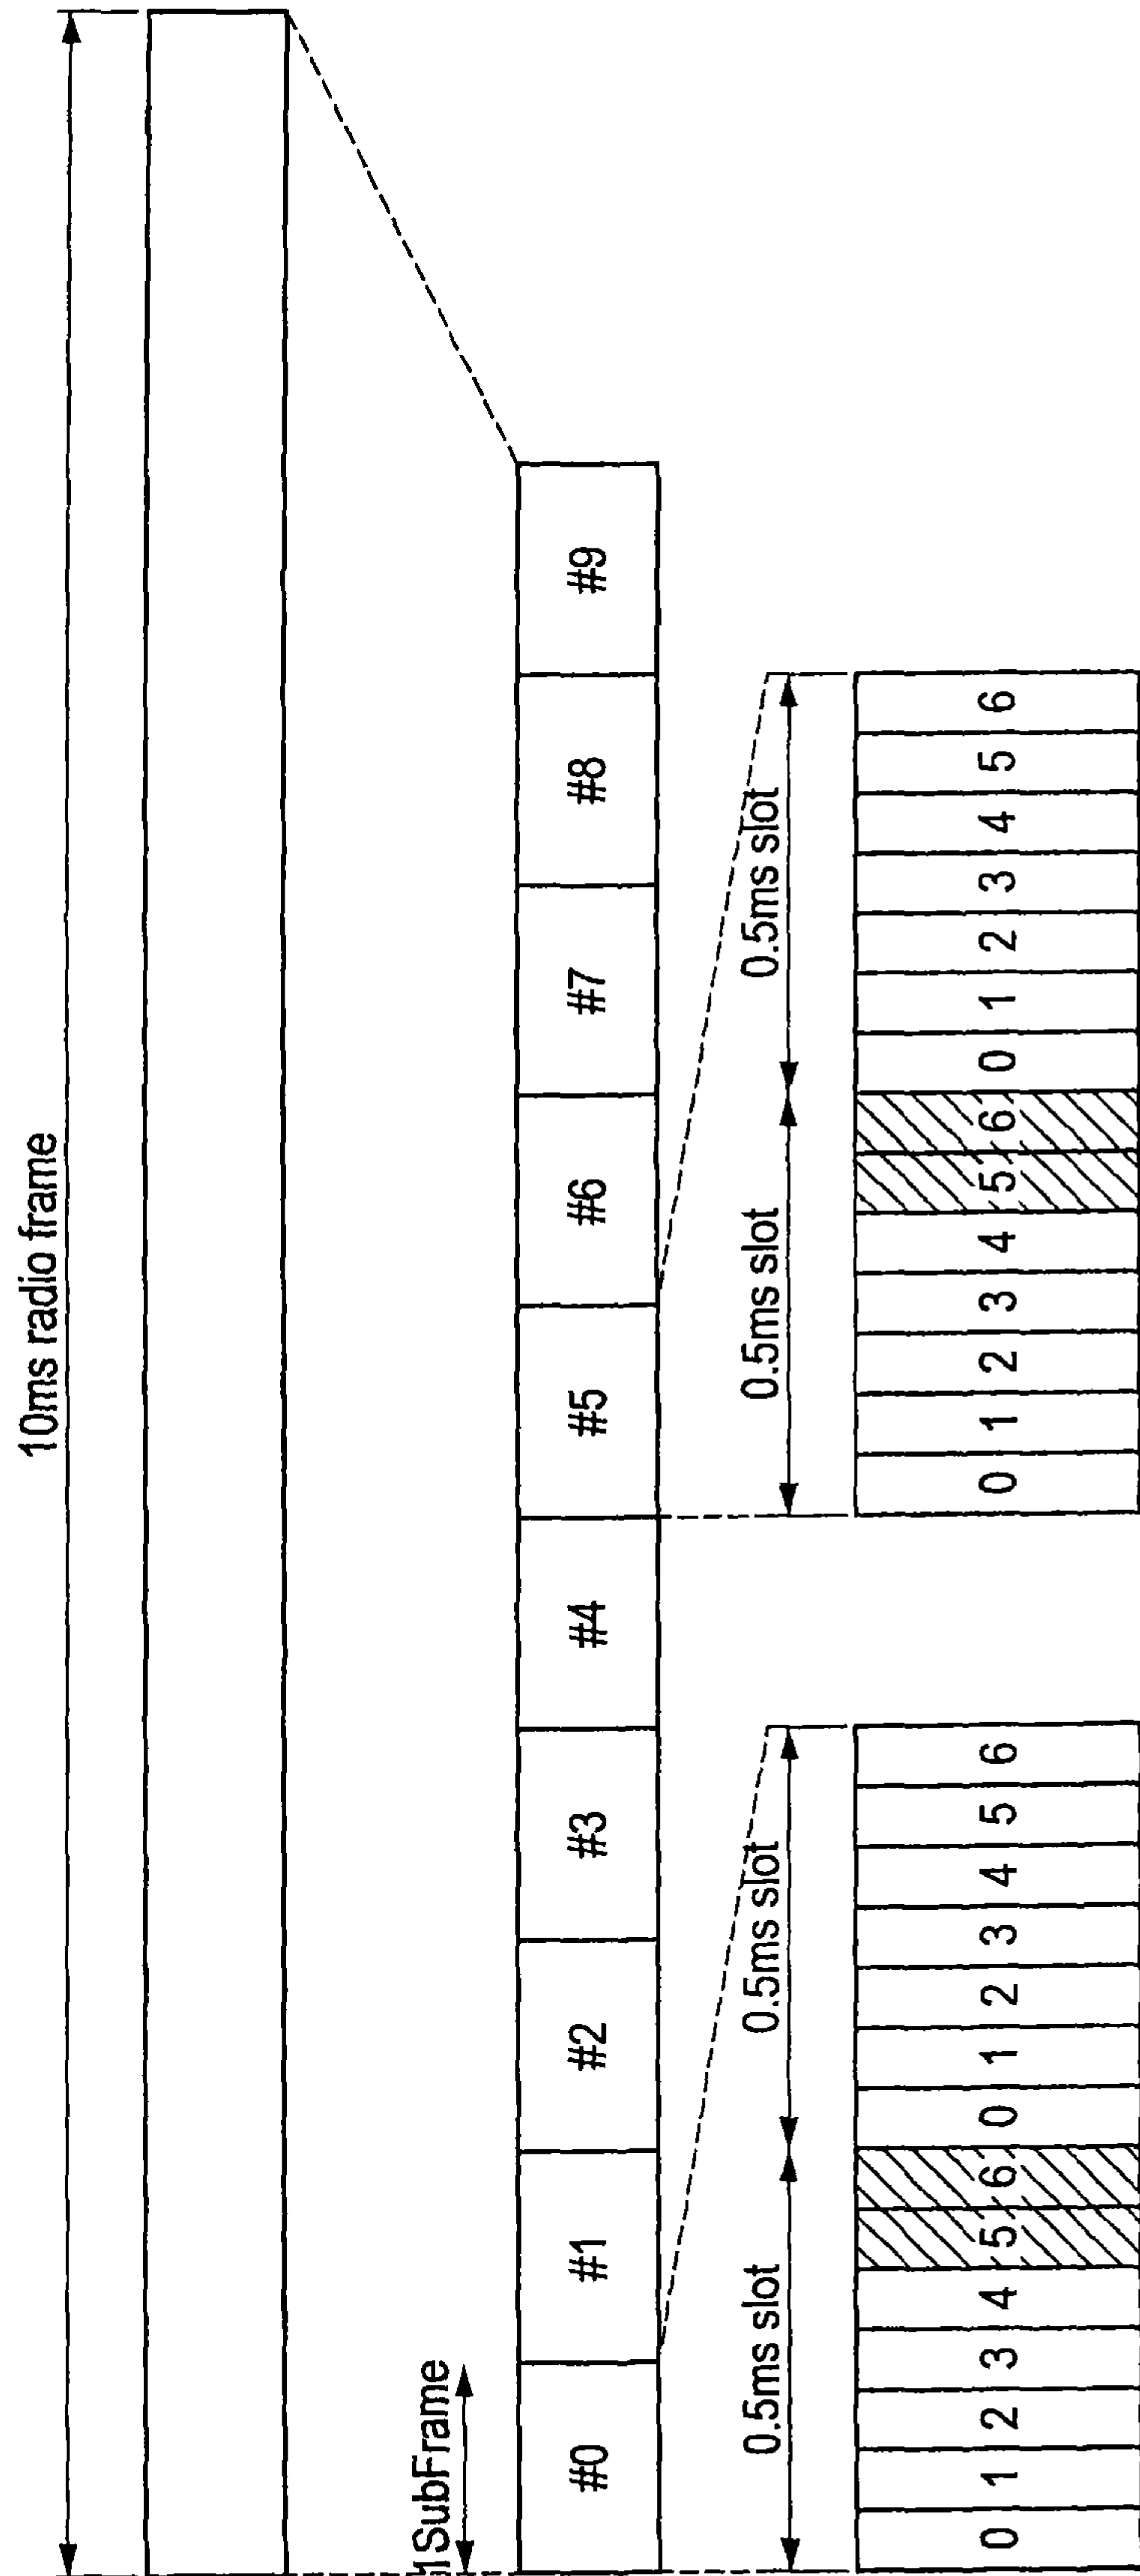 10ms radio frame
1SubFrame
#0 #1 #2 #3 #4 #5 #6 #7 #8 #9
0.5ms slot 0.5ms slot 0.5ms slot 0.5ms slot
0 1 2 3 4 5 6 0 1 2 3 4 5 6 0 1 2 3 4 5 6 0 1 2 3 4 5 6